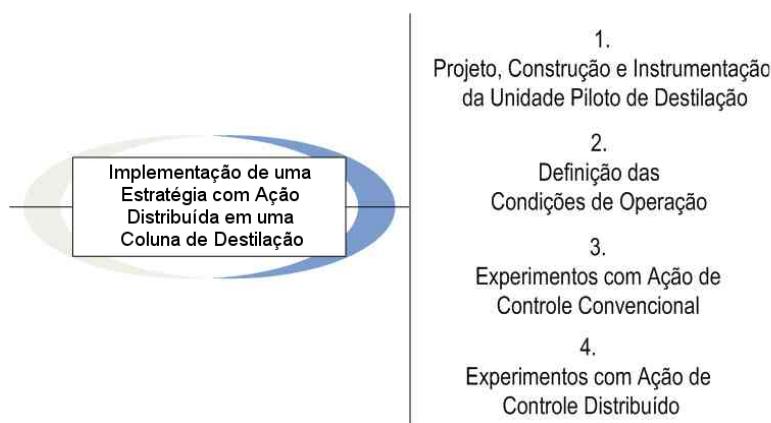 Implementação de uma
Estratégia com Ação
Distribuída em uma
Coluna de Destilação
1.
Projeto, Construção e Instrumentação
da Unidade Piloto de Destilação
2.
Definição das
Condições de Operação
3.
Experimentos com Ação de
Controle Convencional
4.
Experimentos com Ação de
Controle Distribuído